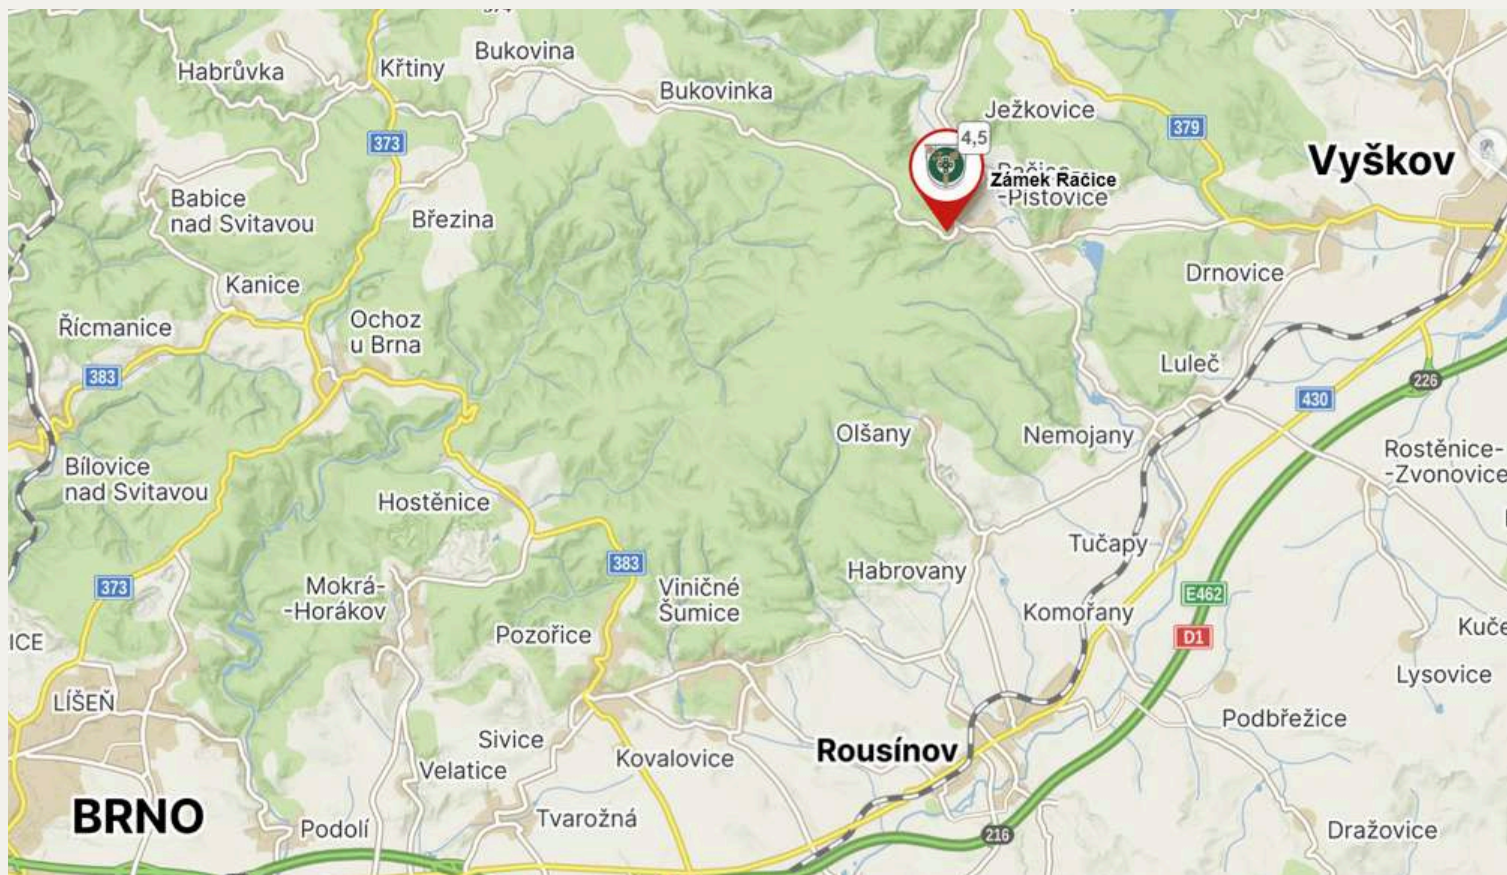 Bukovina
Habrůvka
Křtiny
Bukovinka
Ježkovice
373
379
4,5
Vyškov
Zámek Račice
-Pístovice
Babice
nad Svitavou
Březina
Drnovice
Kanice
Řícmanice
Ochoz
u Brna
383
Luleč
226
430
Olšany
Nemojany
Rostěnice-
-Zvonovice
Bílovice
nad Svitavou
Hostěnice
Tučapy
373
383
Mokrá-
-Horákov
Viničné
Šumice
Habrovany
E462
Komořany
D1
Pozořice
ICE
Kuče
Lysovice
LÍŠEŇ
Podbřežice
Sivice
Kovalovice
Rousínov
Velatice
BRNO
Podolí
Tvarožná
216
Dražovice